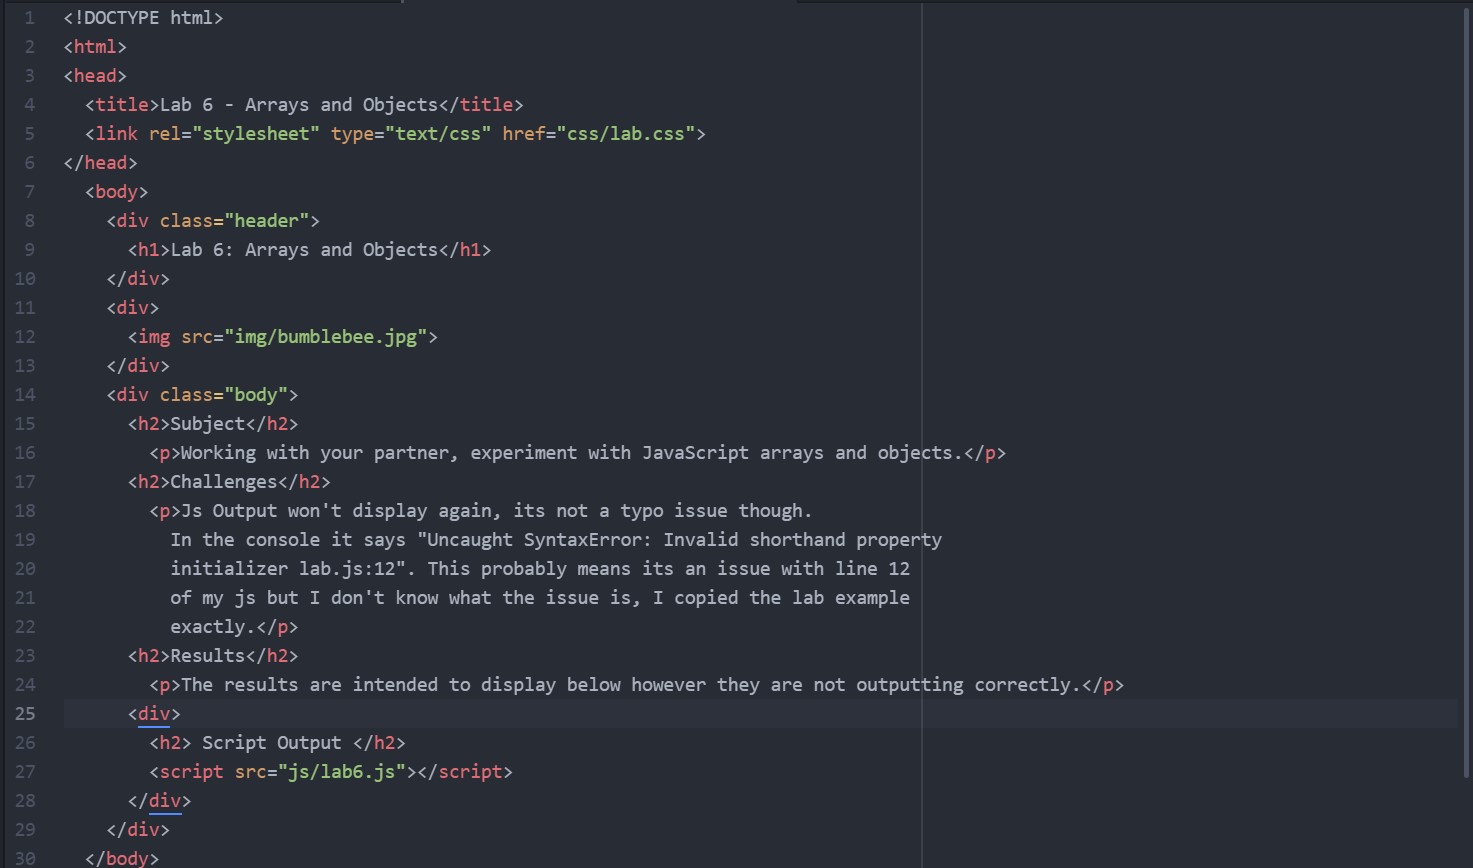 1 <!DOCTYPE html>
2 <html>
3 <head>
4 <title>Lab 6 - Arrays and Objects</title>
5 <link rel="stylesheet" type="text/css" href="css/lab.css">
6 </head>
7 <body>
8 <div class="header">
9 <h1>Lab 6: Arrays and Objects</h1>
10 </div>
11 <div>
12 <img src="img/bumblebee.jpg">
13 </div>
14 <div class="body">
15 <h2>Subject</h2>
16 <p>Working with your partner, experiment with JavaScript arrays and objects.</p>
17 <h2>Challenges</h2>
18 <p>Js Output won't display again, its not a typo issue though.
19 In the console it says "Uncaught SyntaxError: Invalid shorthand property
20 initializer lab.js:12". This probably means its an issue with line 12
21 of my js but I don't know what the issue is, I copied the lab example
22 exactly.</p>
23 <h2>Results</h2>
24 <p>The results are intended to display below however they are not outputting correctly.</p>
25 <div>
26 <h2> Script Output </h2>
27 <script src="js/lab6.js"></script>
28 </div>
29 </div>
30 </body>